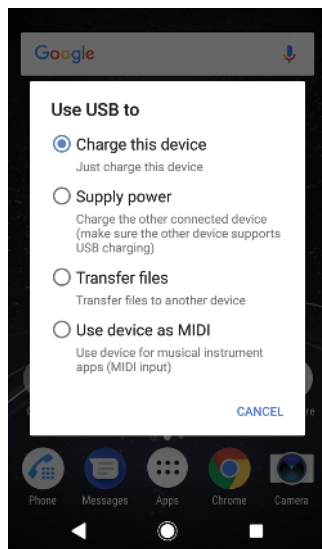 Google
Use USB to
Charge this device
Just charge this device
Supply power
Charge the other connected device
(make sure the other device supports
USB charging)
Transfer files
Transfer files to another device
Use device as MIDI
Use device for musical instrument
apps (MIDI input)
CANCEL
Phone Messages Apps Chrome Camera